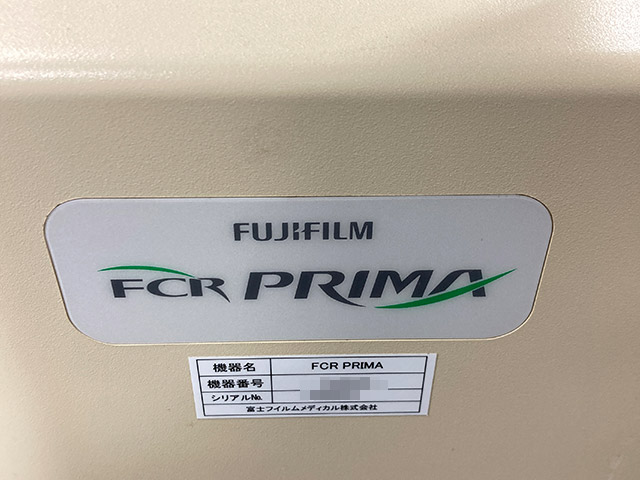 FUJIFILM
FCR PRIMA
機器名 FCR PRIMA
機器番号
シリアル№
富士フイルムメディカル株式会社